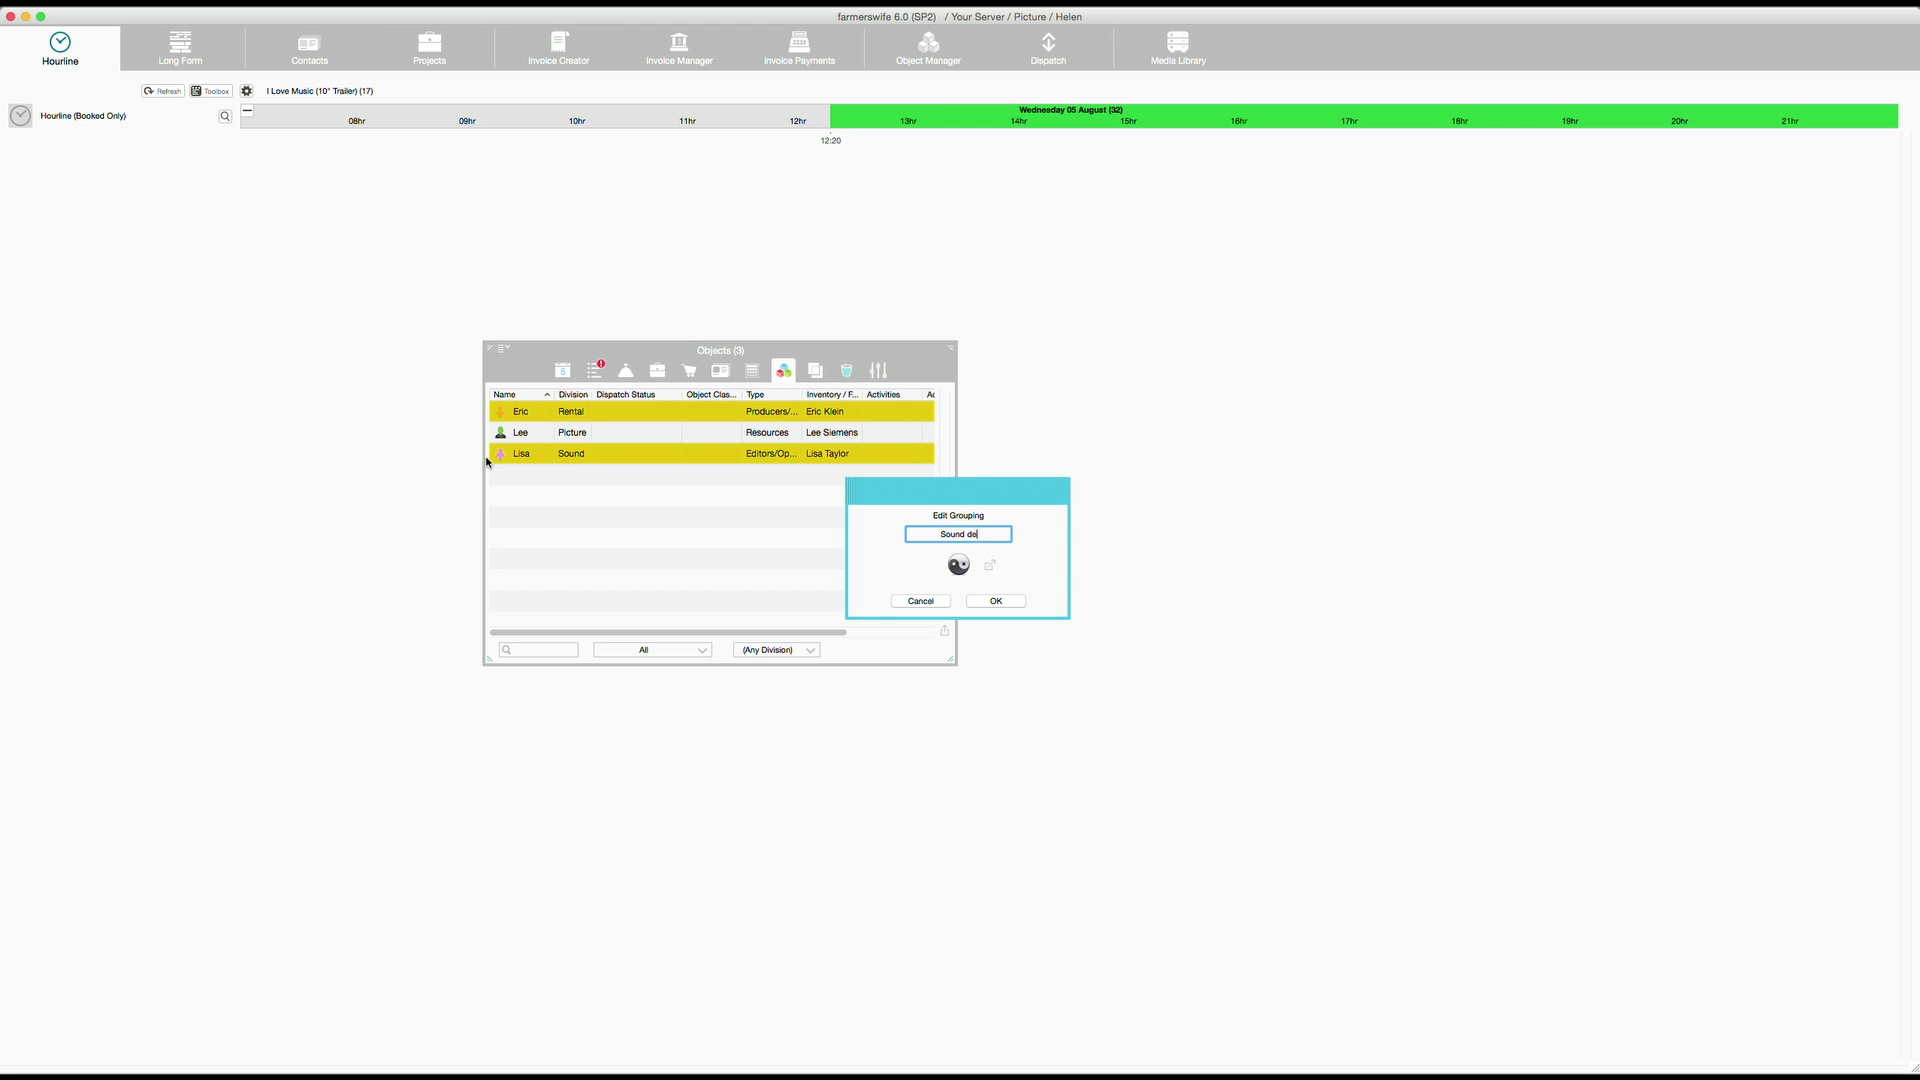 farmerswife 6.0 (SP2) / Your Server / Picture / Helen
Hourline
Long Form
Contacts
Projects
Invoice Creator
Invoice Manager
Invoice Payments
Object Manager
Dispatch
Media Library
Refresh
Toolbox
I Love Music (10" Trailer) (17)
Hourline (Booked Only)
Wednesday 05 August (32)
08hr 09hr 10hr 11hr 12hr 13hr 14hr 15hr 16hr 17hr 18hr 19hr 20hr 21hr
12:20
Objects (3)
5
!
Name Division Dispatch Status Object Clas... Type Inventory / F... Activities Ac
Eric Rental Producers/... Eric Klein
Lee Picture Resources Lee Siemens
Lisa Sound Editors/Op... Lisa Taylor
Edit Grouping
Sound de
Cancel OK
All (Any Division)